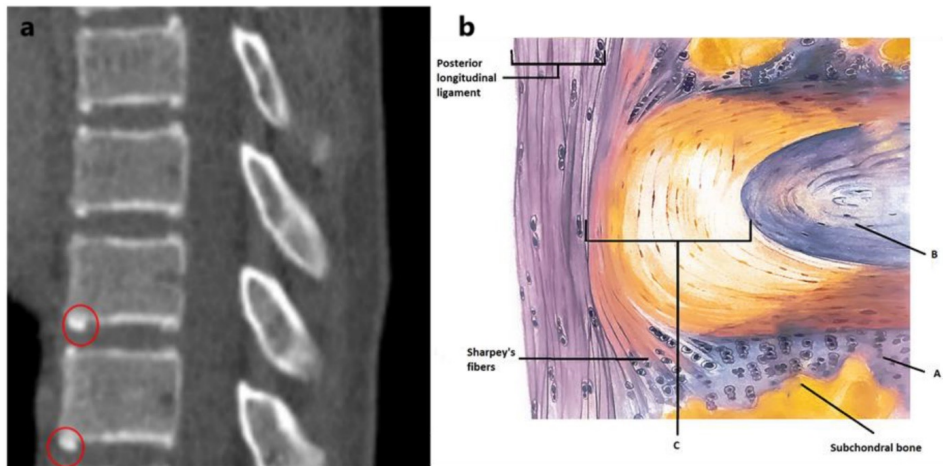 a
b
Posterior
longitudinal
ligament
B
Sharpey's
fibers
A
C
Subchondral bone